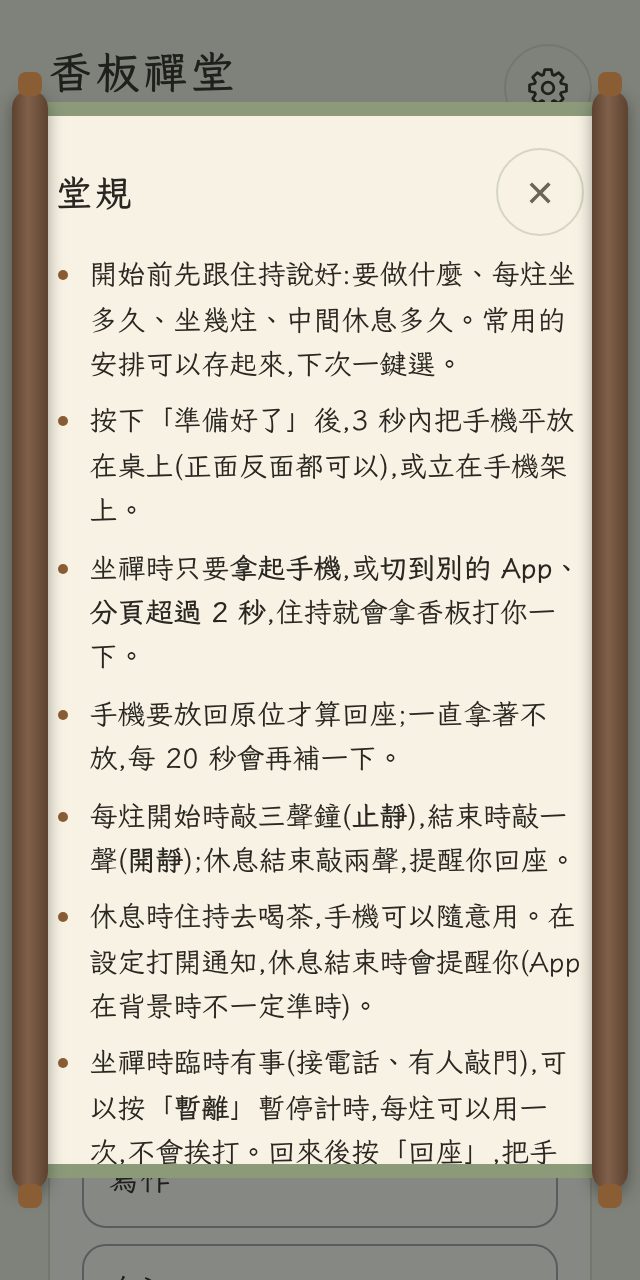 香板禪堂
堂規
開始前先跟住持說好:要做什麼、每炷坐
多久、坐幾炷、中間休息多久。常用的
安排可以存起來,下次一鍵選。
按下「準備好了」後,3 秒內把手機平放
在桌上(正面反面都可以),或立在手機架
上。
坐禪時只要拿起手機,或切到別的 App、
分頁超過 2 秒,住持就會拿香板打你一
下。
手機要放回原位才算回座;一直拿著不
放,每 20 秒會再補一下。
每炷開始時敲三聲鐘(止靜),結束時敲一
聲(開靜);休息結束敲兩聲,提醒你回座。
休息時住持去喝茶,手機可以隨意用。在
設定打開通知,休息結束時會提醒你(App
在背景時不一定準時)。
坐禪時臨時有事(接電話、有人敲門),可
以按「暫離」暫停計時,每炷可以用一
次,不會挨打。回來後按「回座」,把手
寫作